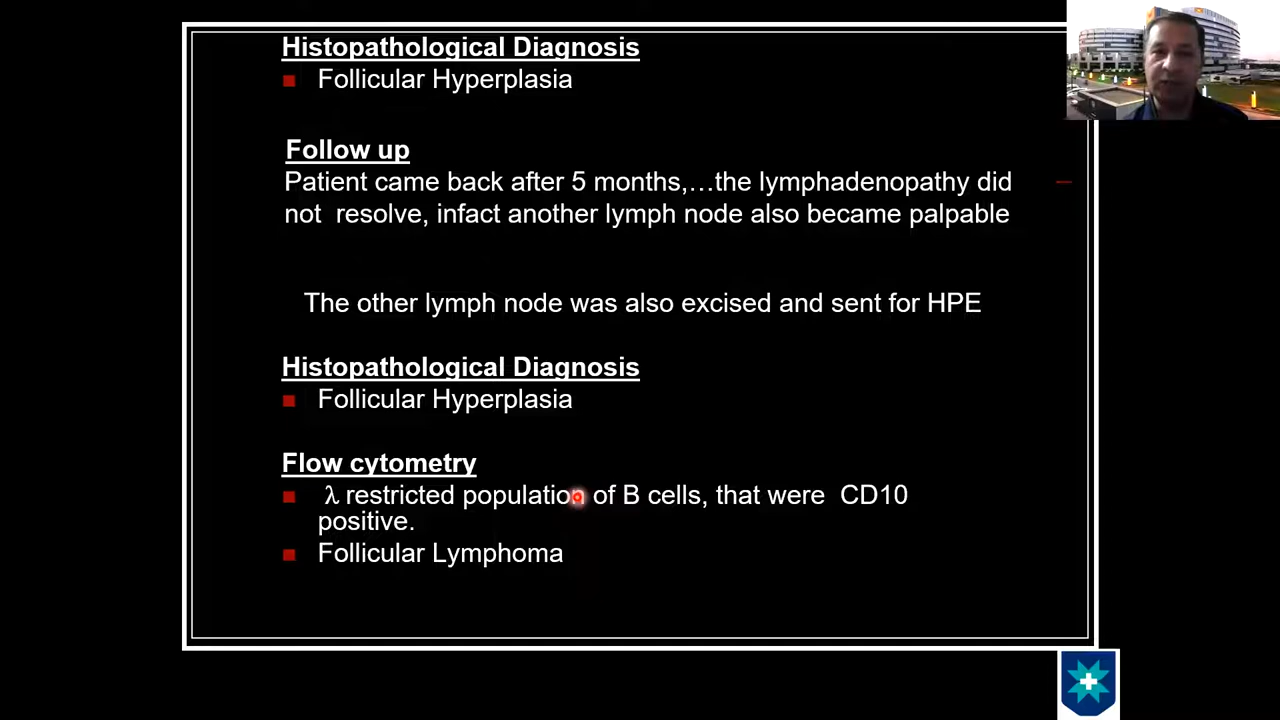 Histopathological Diagnosis
Follicular Hyperplasia
Follow up
Patient came back after 5 months,…the lymphadenopathy did
not resolve, infact another lymph node also became palpable
The other lymph node was also excised and sent for HPE
Histopathological Diagnosis
Follicular Hyperplasia
Flow cytometry
λ restricted population of B cells, that were CD10
positive.
Follicular Lymphoma